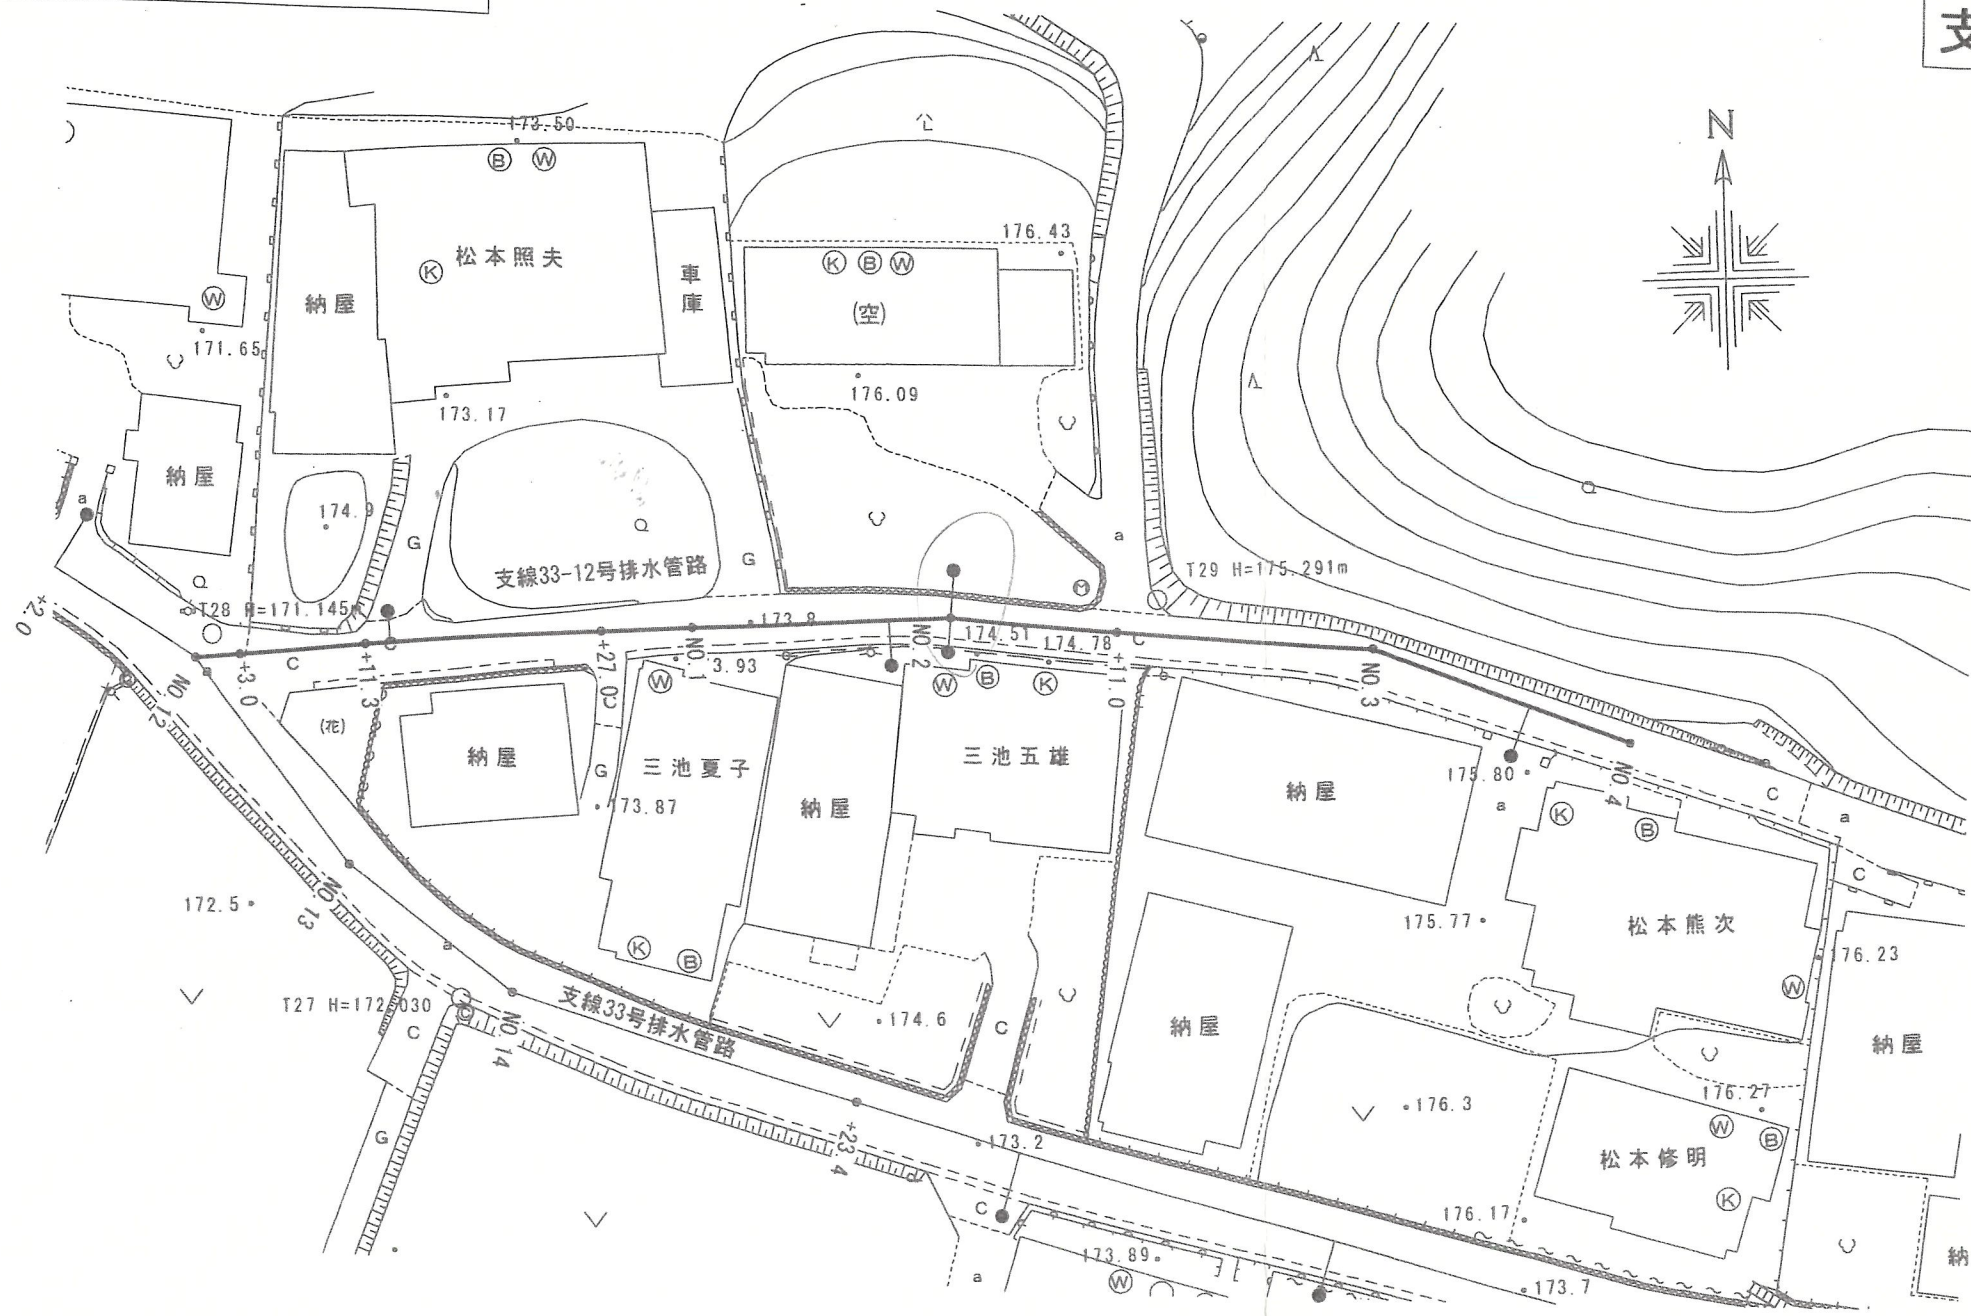 支
N
173.50
B W
176.43
松本照夫
K
K B W
車庫
納屋
(空)
W
171.65
173.17
176.09
納屋
a
174.9
G
G
a
支線33-12号排水管路
M
T29 H=175.291m
T28 H=171.145m
173.8
174.51
174.78
C
+2.0
C
C
NO.12
+3.0
+11.3
+27.0
NO.1
3.93
NO.2
+11.0
NO.3
C
W
W
B
K
(花)
納屋
G
三池夏子
三池五雄
納屋
納屋
173.87
175.80
a
NO.4
C
a
K
B
C
172.5
NO.13
a
175.77
松本熊次
176.23
K
B
W
T27 H=172.030
C
C
NO.14
支線33号排水管路
174.6
C
納屋
納屋
176.3
176.27
W
B
G
+23.4
173.2
松本修明
K
C
176.17
a
173.89
W
173.7
納